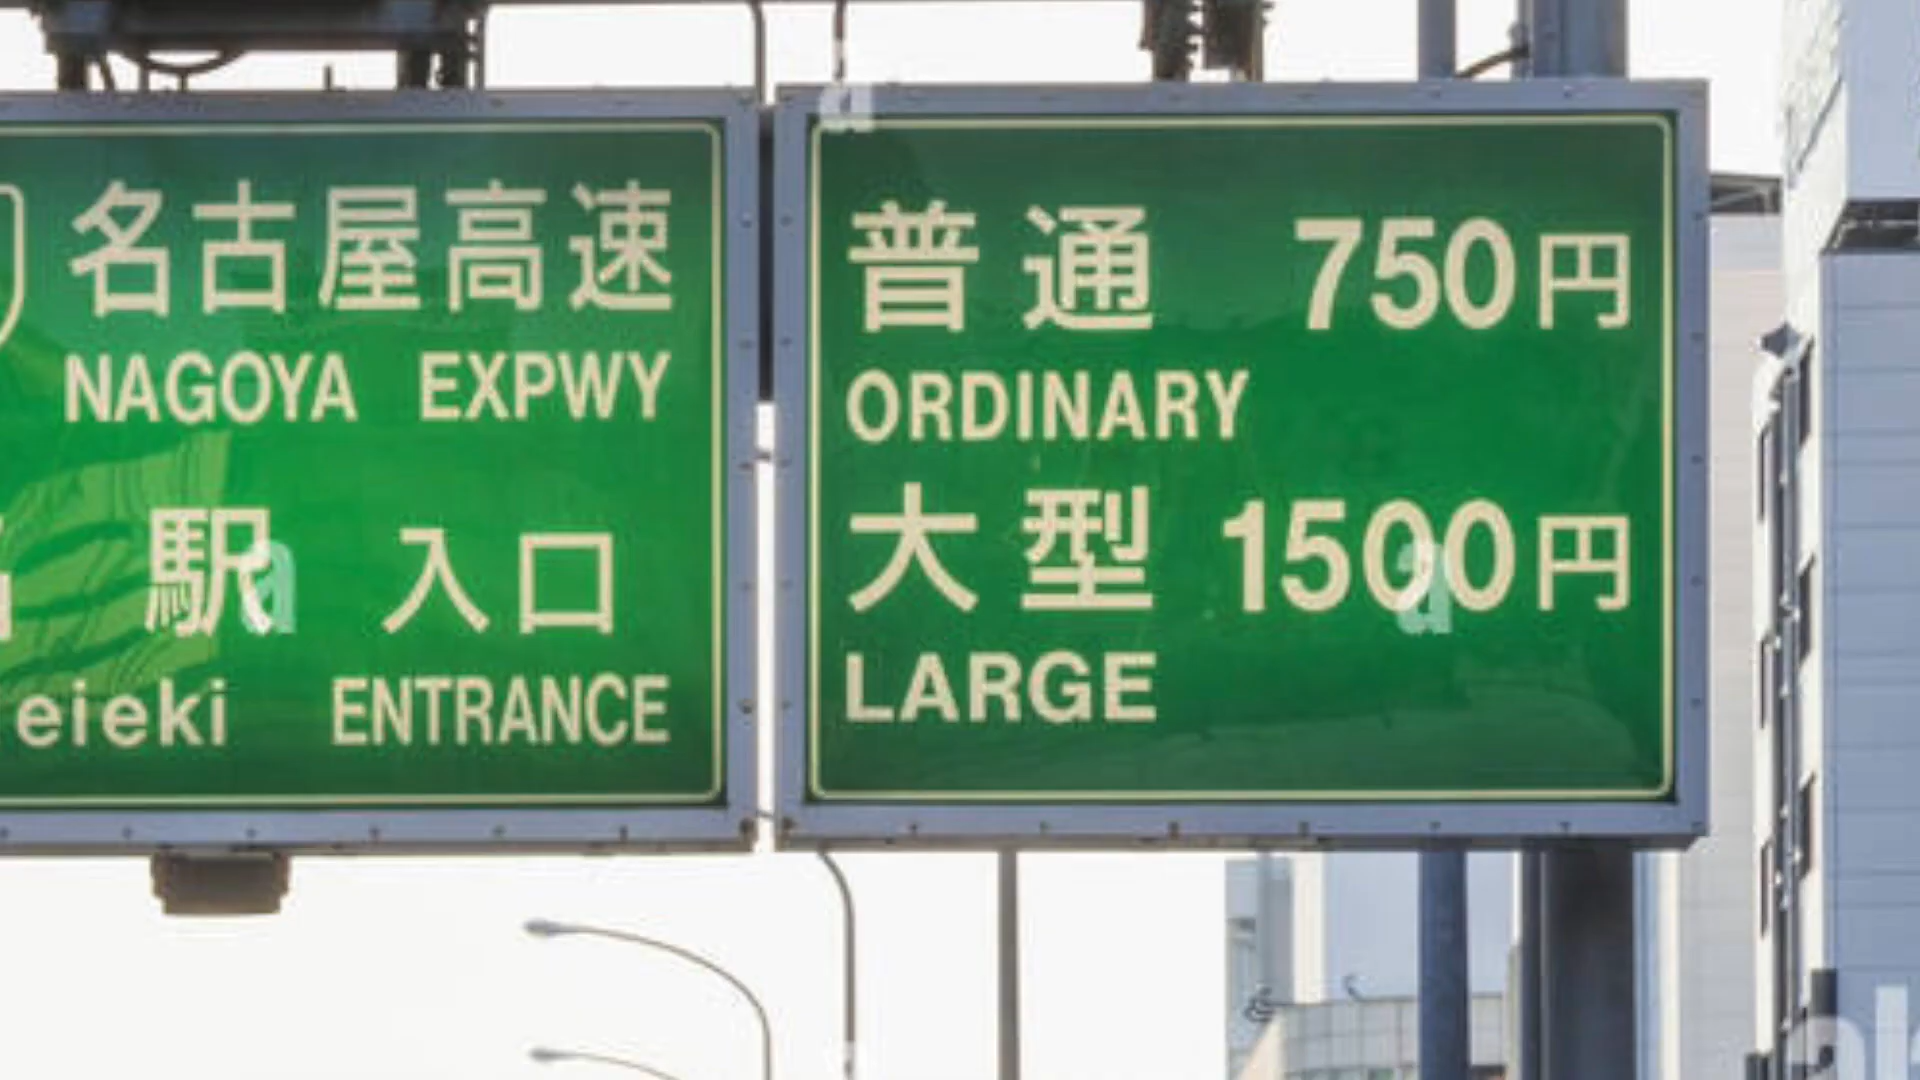 名古屋高速
NAGOYA EXPWY
駅 入口
eieki ENTRANCE
普通 750円
ORDINARY
大型 1500円
LARGE